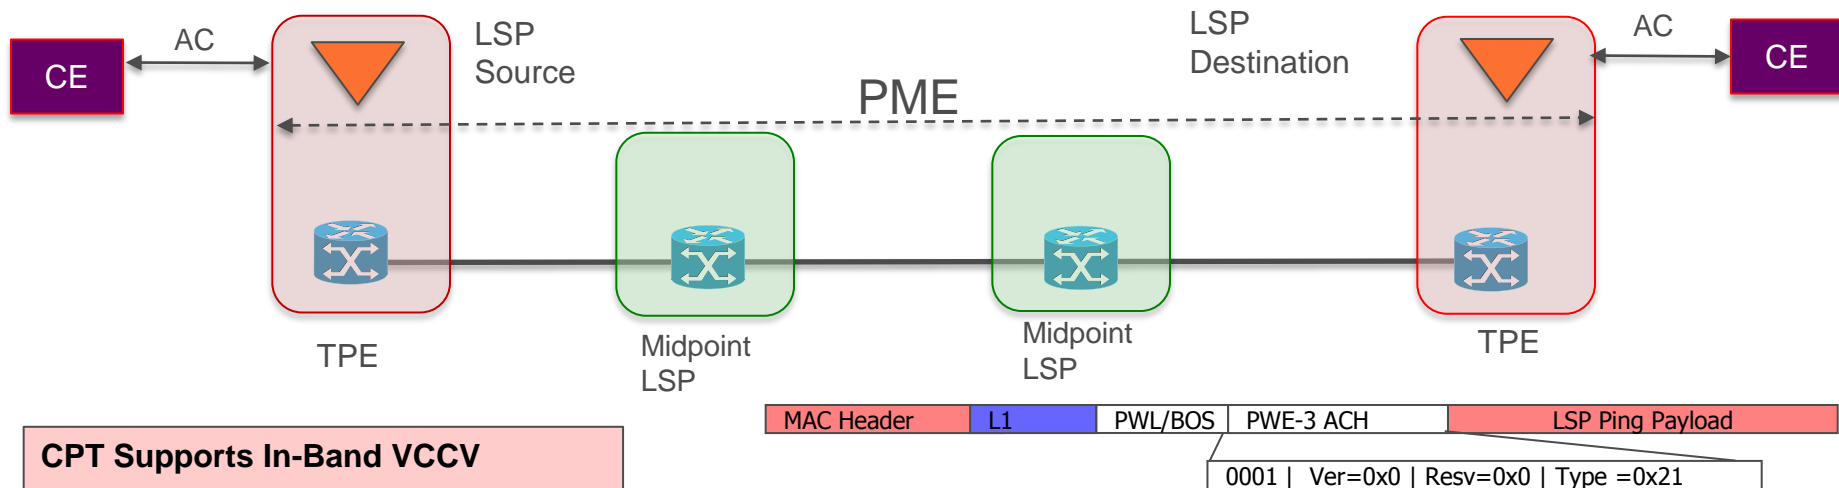 CE
AC
LSP
Source
PME
LSP
Destination
AC
CE
TPE
Midpoint
LSP
Midpoint
LSP
TPE
CPT Supports In-Band VCCV
MAC Header L1 PWL/BOS PWE-3 ACH LSP Ping Payload
0001 | Ver=0x0 | Resv=0x0 | Type =0x21